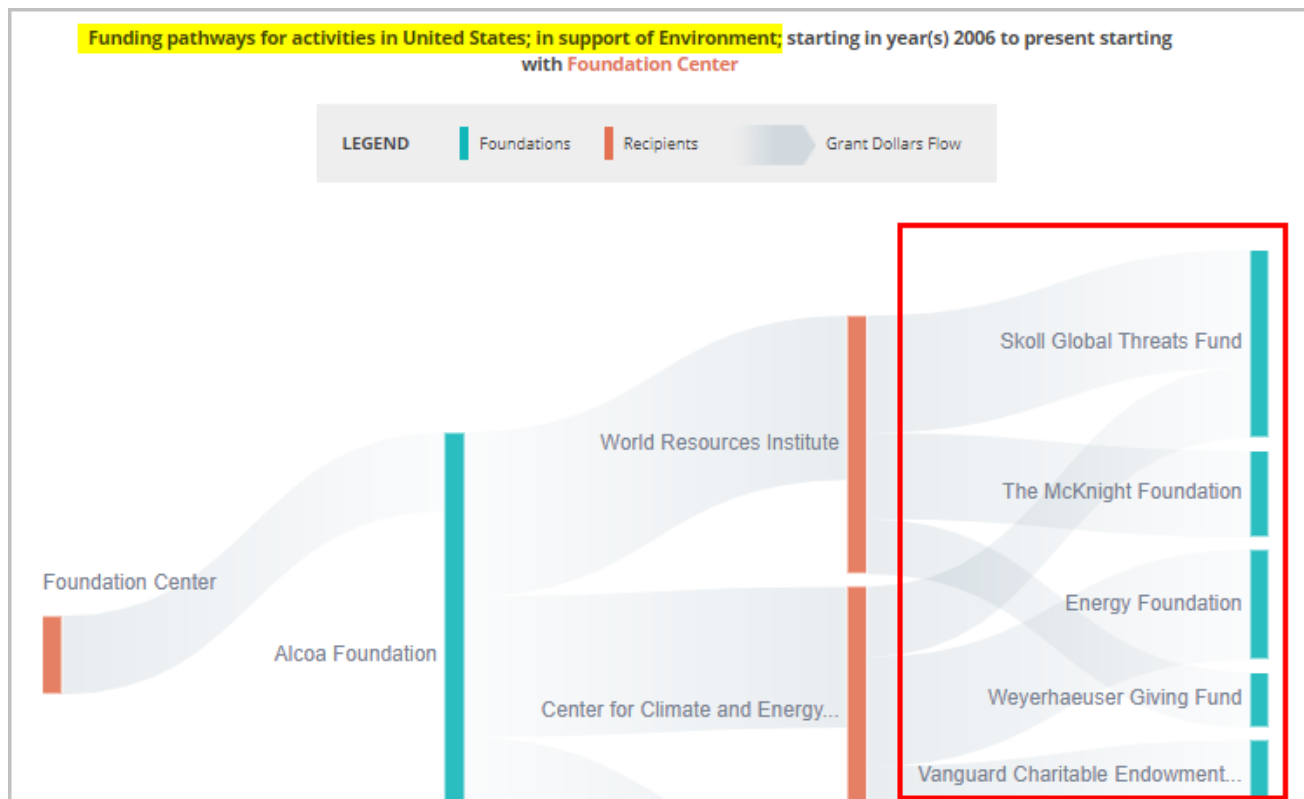 Funding pathways for activities in United States; in support of Environment; starting in year(s) 2006 to present starting
with Foundation Center
LEGEND Foundations Recipients Grant Dollars Flow
Skoll Global Threats Fund
World Resources Institute
The McKnight Foundation
Foundation Center
Energy Foundation
Alcoa Foundation
Weyerhaeuser Giving Fund
Center for Climate and Energy...
Vanguard Charitable Endowment...